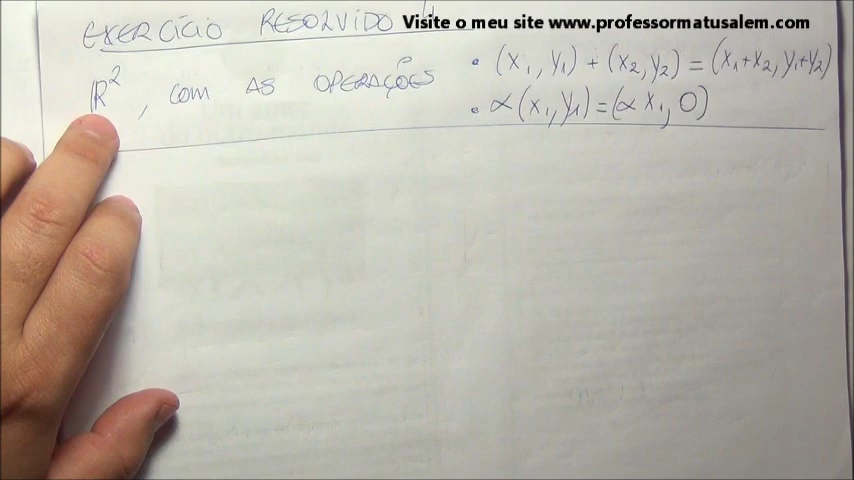 EXERCÍCIO RESOLVIDO
Visite o meu site www.professormatusalem.com
ℝ², COM AS OPERAÇÕES
• (x₁, y₁) + (x₂, y₂) = (x₁+x₂, y₁+y₂)
• α(x₁, y₁) = (αx₁, 0)